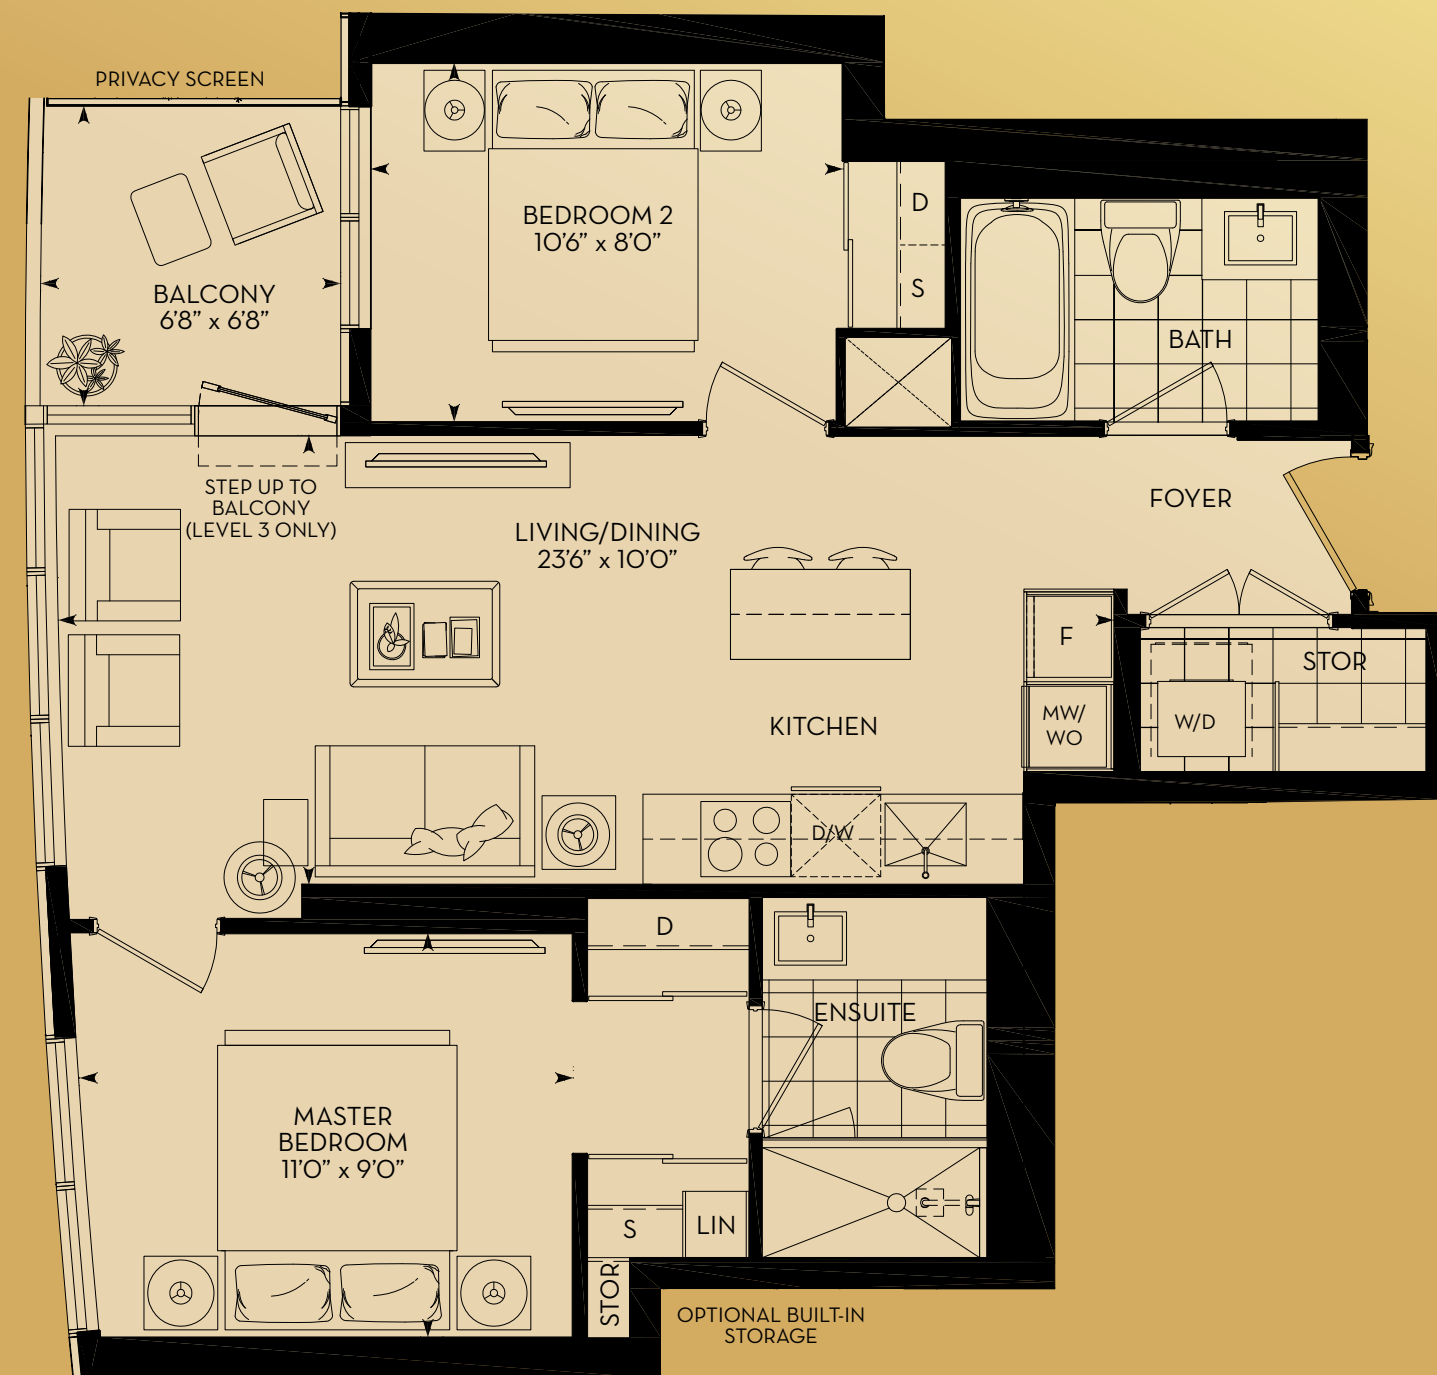 PRIVACY SCREEN
BEDROOM 2
10'6” x 8'0”
D
S
BALCONY
6'8” x 6'8”
BATH
STEP UP TO
BALCONY
(LEVEL 3 ONLY)
LIVING/DINING
23'6” x 10'0”
FOYER
F
STOR
MW/
WO
W/D
KITCHEN
D/W
D
ENSUITE
MASTER
BEDROOM
11'0” x 9'0”
S
LIN
STOR
OPTIONAL BUILT-IN
STORAGE